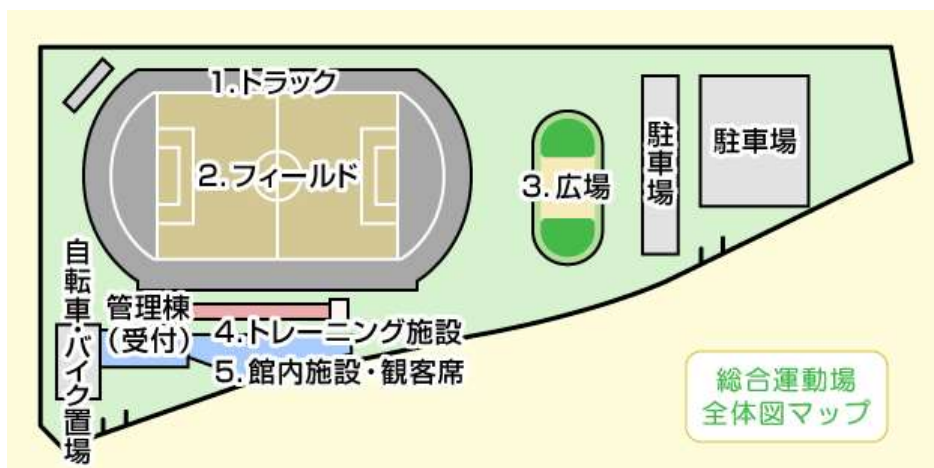 1.トラック
2.フィールド
3.広場
駐車場
駐車場
自転車・バイク置場
管理棟
(受付)
4.トレーニング施設
5.館内施設・観客席
総合運動場
全体図マップ